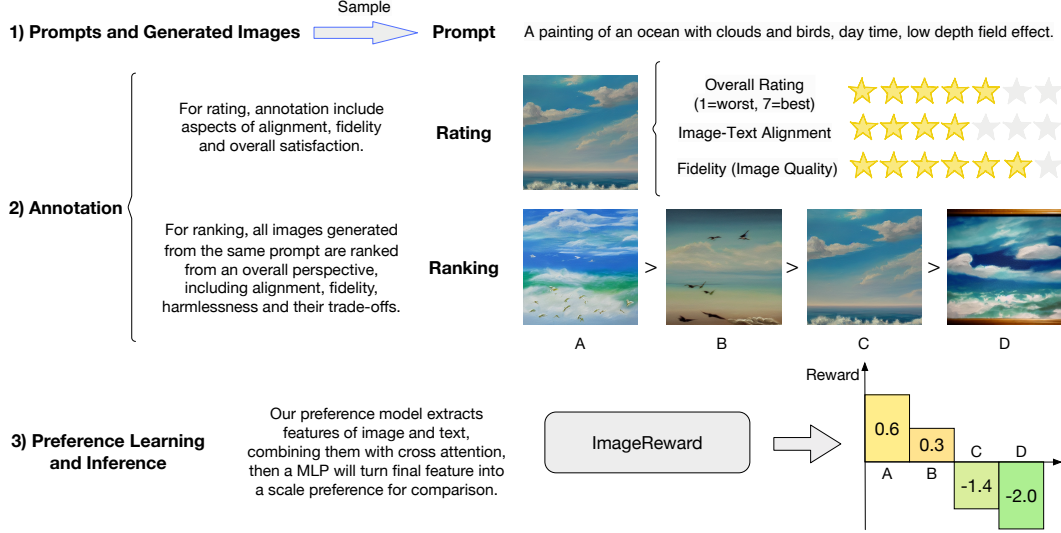 Sample
1) Prompts and Generated Images
Prompt
A painting of an ocean with clouds and birds, day time, low depth field effect.
2) Annotation
For rating, annotation include
aspects of alignment, fidelity
and overall satisfaction.
Rating
Overall Rating
(1=worst, 7=best)
Image-Text Alignment
Fidelity (Image Quality)
For ranking, all images generated
from the same prompt are ranked
from an overall perspective,
including alignment, fidelity,
harmlessness and their trade-offs.
Ranking
> > >
A B C D
3) Preference Learning
and Inference
Our preference model extracts
features of image and text,
combining them with cross attention,
then a MLP will turn final feature into
a scale preference for comparison.
ImageReward
Reward
0.6
0.3
C D
A B
-1.4
-2.0